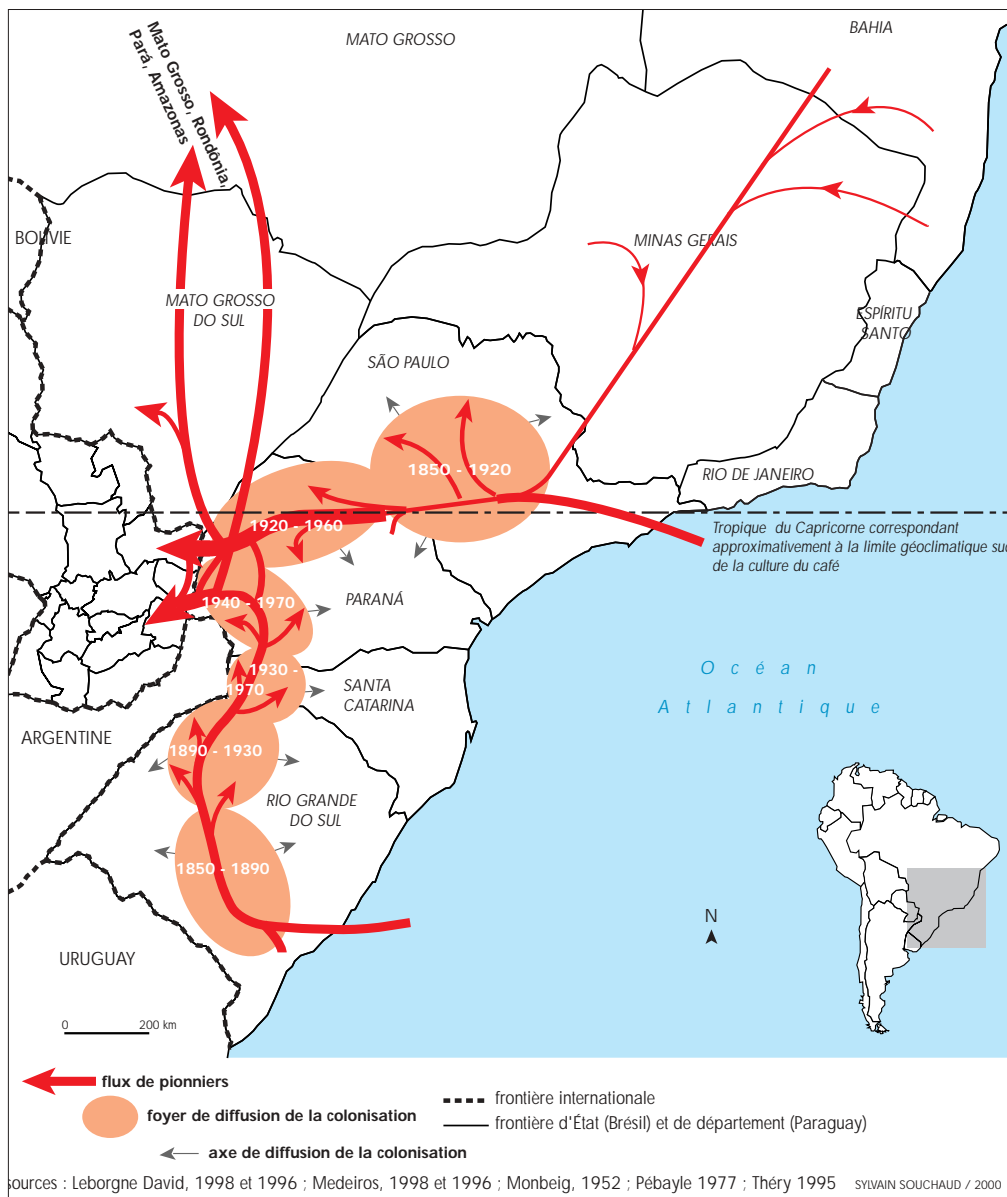 MATO GROSSO
BAHIA
Mato Grosso, Rondônia,
Pará, Amazonas
BOLIVIE
MINAS GERAIS
MATO GROSSO
DO SUL
ESPÍRITU
SANTO
SÃO PAULO
1850 - 1920
RIO DE JANEIRO
1920 - 1960
Tropique du Capricorne correspondant
approximativement à la limite géoclimatique sud
de la culture du café
1940 - 1970
PARANÁ
1930 -
1970
SANTA
CATARINA
Océan
Atlantique
ARGENTINE
1890 - 1930
RIO GRANDE
DO SUL
1850 - 1890
N
URUGUAY
0 200 km
flux de pionniers
foyer de diffusion de la colonisation
axe de diffusion de la colonisation
frontière internationale
frontière d'État (Brésil) et de département (Paraguay)
sources : Leborgne David, 1998 et 1996 ; Medeiros, 1998 et 1996 ; Monbeig, 1952 ; Pébayle 1977 ; Théry 1995 SYLVAIN SOUCHAUD / 2000